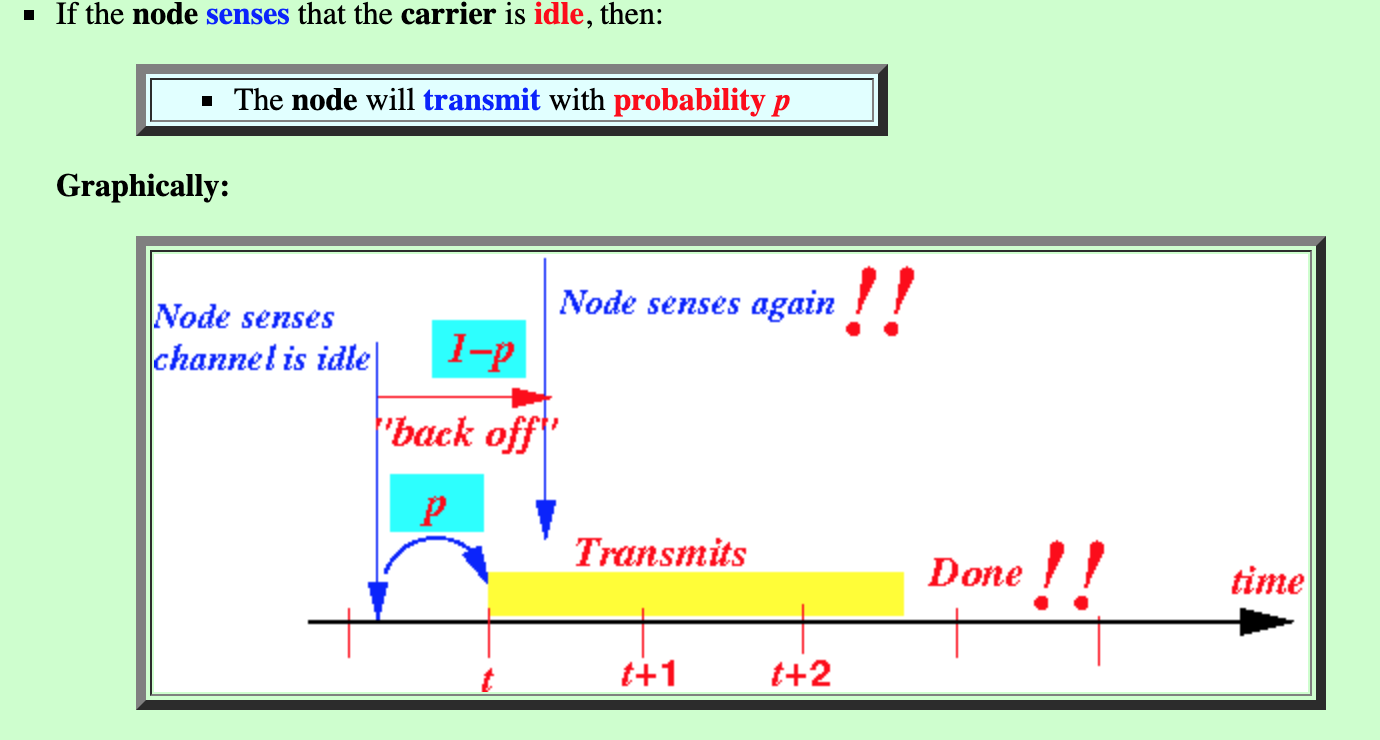 If the node senses that the carrier is idle, then:
The node will transmit with probability p
Graphically:
Node senses again !!
Node senses
channel is idle
1-p
"back off"
p
Transmits
Done !!
time
t
t+1
t+2